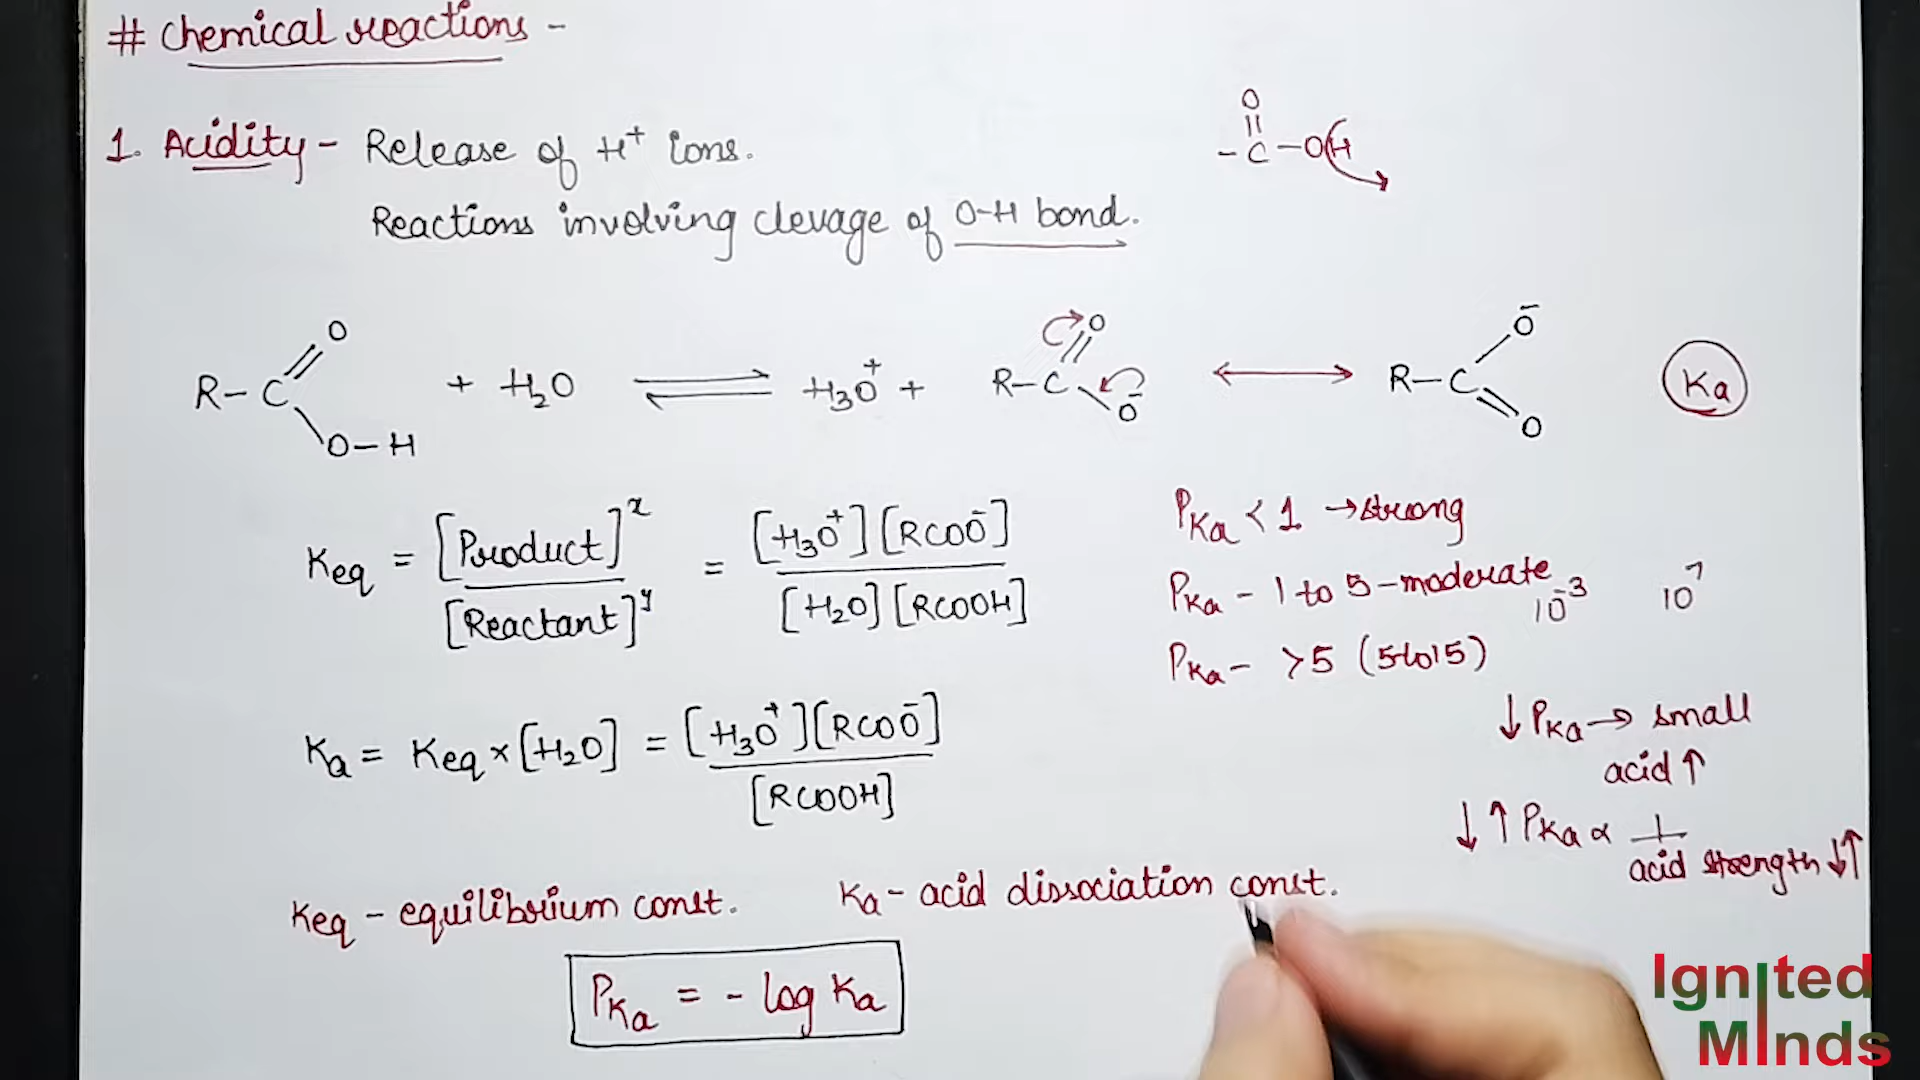 # Chemical reactions -
1. Acidity - Release of H⁺ ions.
Reactions involving clevage of O-H bond.
O
- C - OH
R - C O O - H + H₂O ⇌ H₃O⁺ + R - C O O⁻ ⟷ R - C O⁻ O
Ka
Keq = [Product]ˣ / [Reactant]ʸ = [H₃O⁺][RCOO⁻] / [H₂O][RCOOH]
PKa < 1 → strong
PKa - 1 to 5 - moderate
10⁻³ 10⁷
PKa - >5 (5to15)
↓ PKa → small
acid ↑
Ka = Keq × [H₂O] = [H₃O⁺][RCOO⁻] / [RCOOH]
↓↑ PKa ∝ 1 / acid strength ↓↑
Keq - equilibrium const.
Ka - acid dissociation const.
PKa = - log Ka
Ignited
Minds